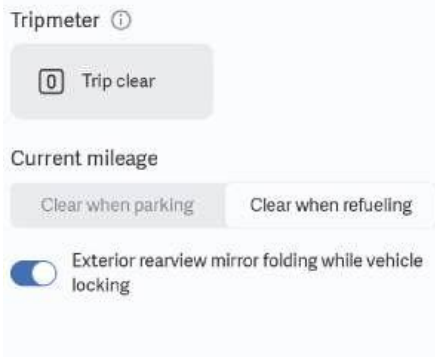 Tripmeter
0 Trip clear
Current mileage
Clear when parking Clear when refueling
Exterior rearview mirror folding while vehicle
locking